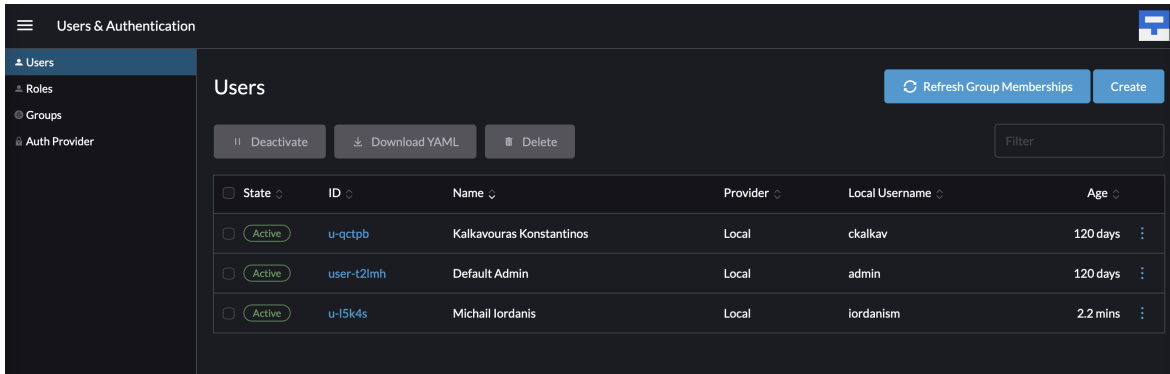 Users & Authentication
Users
Roles
Groups
Auth Provider
Users
Refresh Group Memberships
Create
Deactivate
Download YAML
Delete
Filter
State ID Name Provider Local Username Age
Active u-qctpb Kalkavouras Konstantinos Local ckalkav 120 days
Active user-t2lmh Default Admin Local admin 120 days
Active u-l5k4s Michail Iordanis Local iordanism 2.2 mins